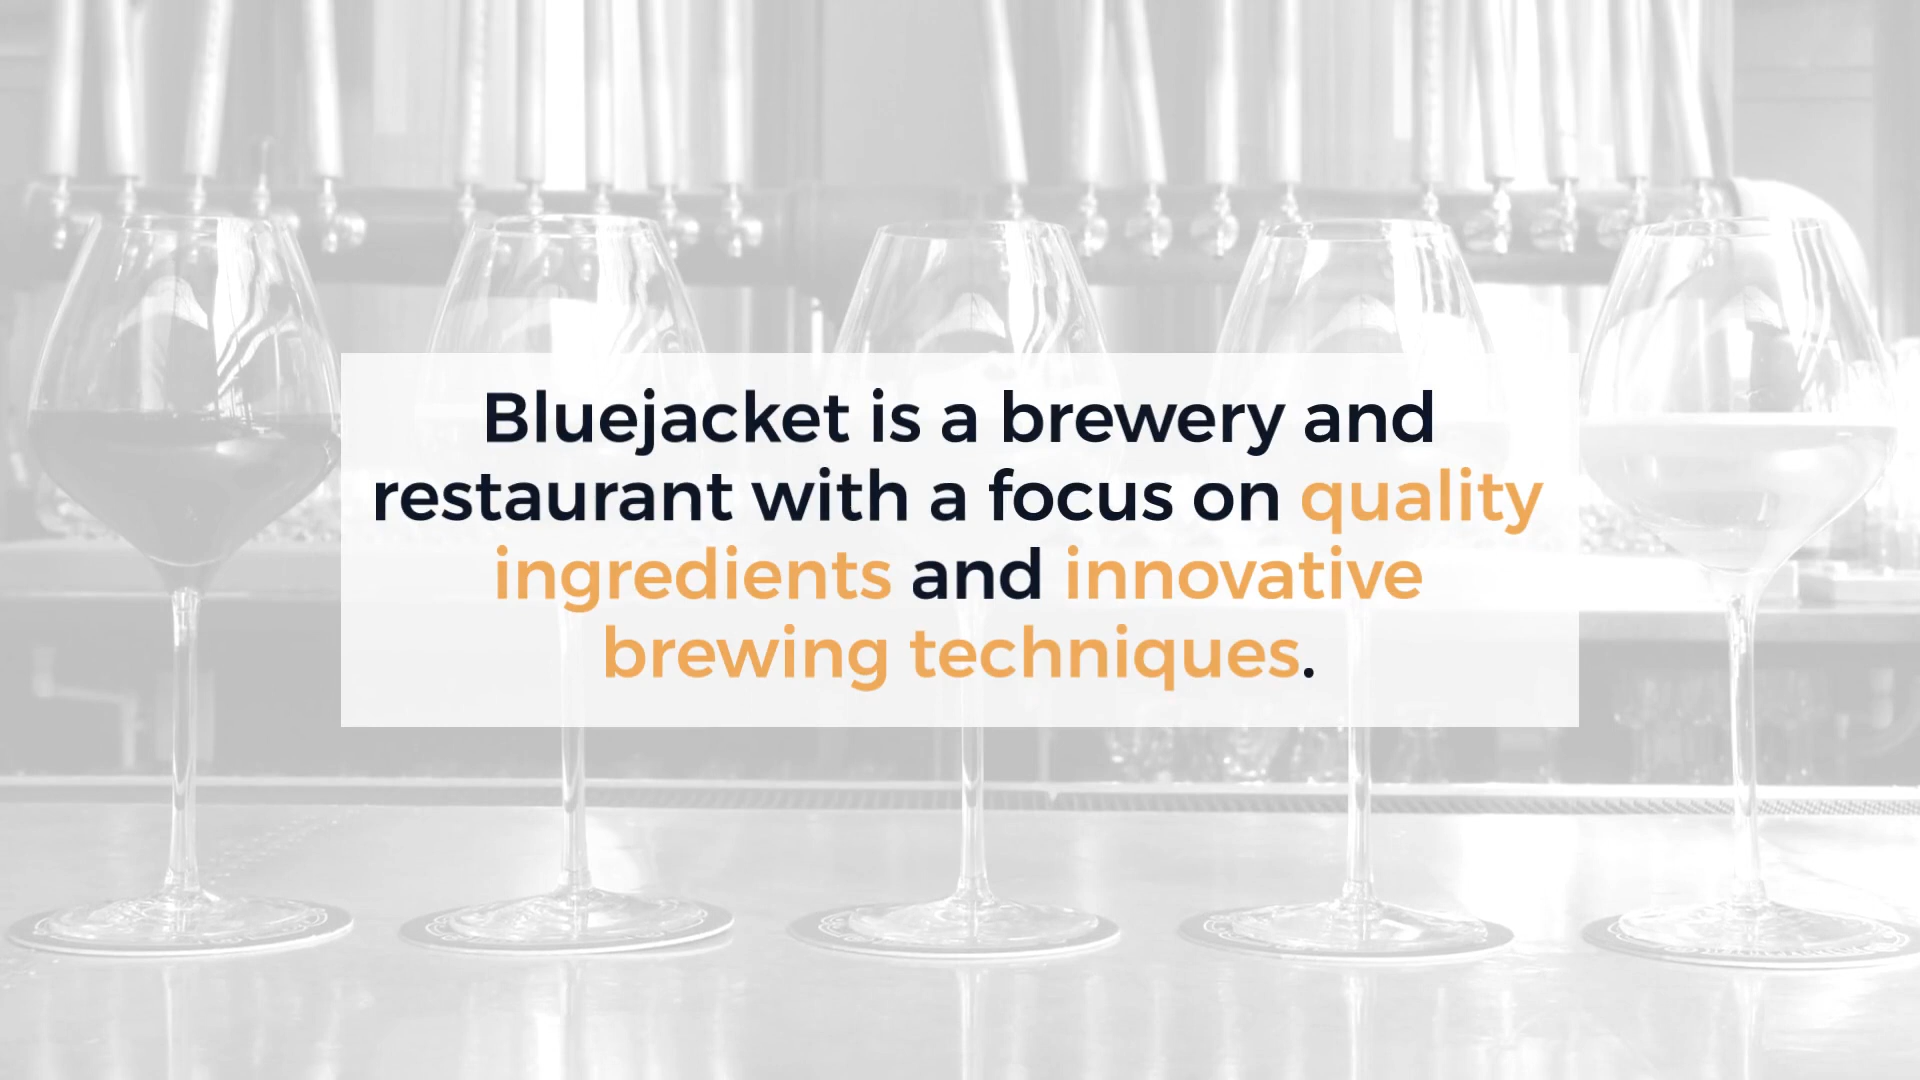 Bluejacket is a brewery and
restaurant with a focus on quality
ingredients and innovative
brewing techniques.